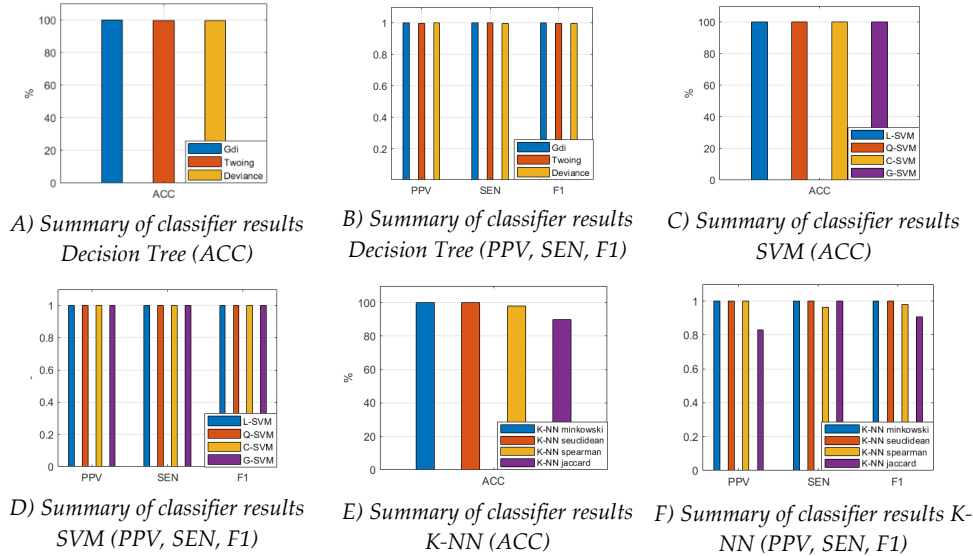 100
80
60
40
20
0
%
ACC
Gdi
Twoing
Deviance
A) Summary of classifier results
Decision Tree (ACC)
1
0.8
0.6
0.4
0.2
PPV
SEN
F1
Gdi
Twoing
Deviance
B) Summary of classifier results
Decision Tree (PPV, SEN, F1)
100
80
60
40
20
0
%
ACC
L-SVM
Q-SVM
C-SVM
G-SVM
C) Summary of classifier results
SVM (ACC)
1
0.8
0.6
0.4
0.2
0
PPV
SEN
F1
L-SVM
Q-SVM
C-SVM
G-SVM
D) Summary of classifier results
SVM (PPV, SEN, F1)
100
80
60
40
20
0
%
ACC
K-NN minkowski
K-NN seuclidean
K-NN spearman
K-NN jaccard
E) Summary of classifier results
K-NN (ACC)
1
0.8
0.6
0.4
0.2
0
PPV
SEN
F1
K-NN minkowski
K-NN seuclidean
K-NN spearman
K-NN jaccard
F) Summary of classifier results K-
NN (PPV, SEN, F1)